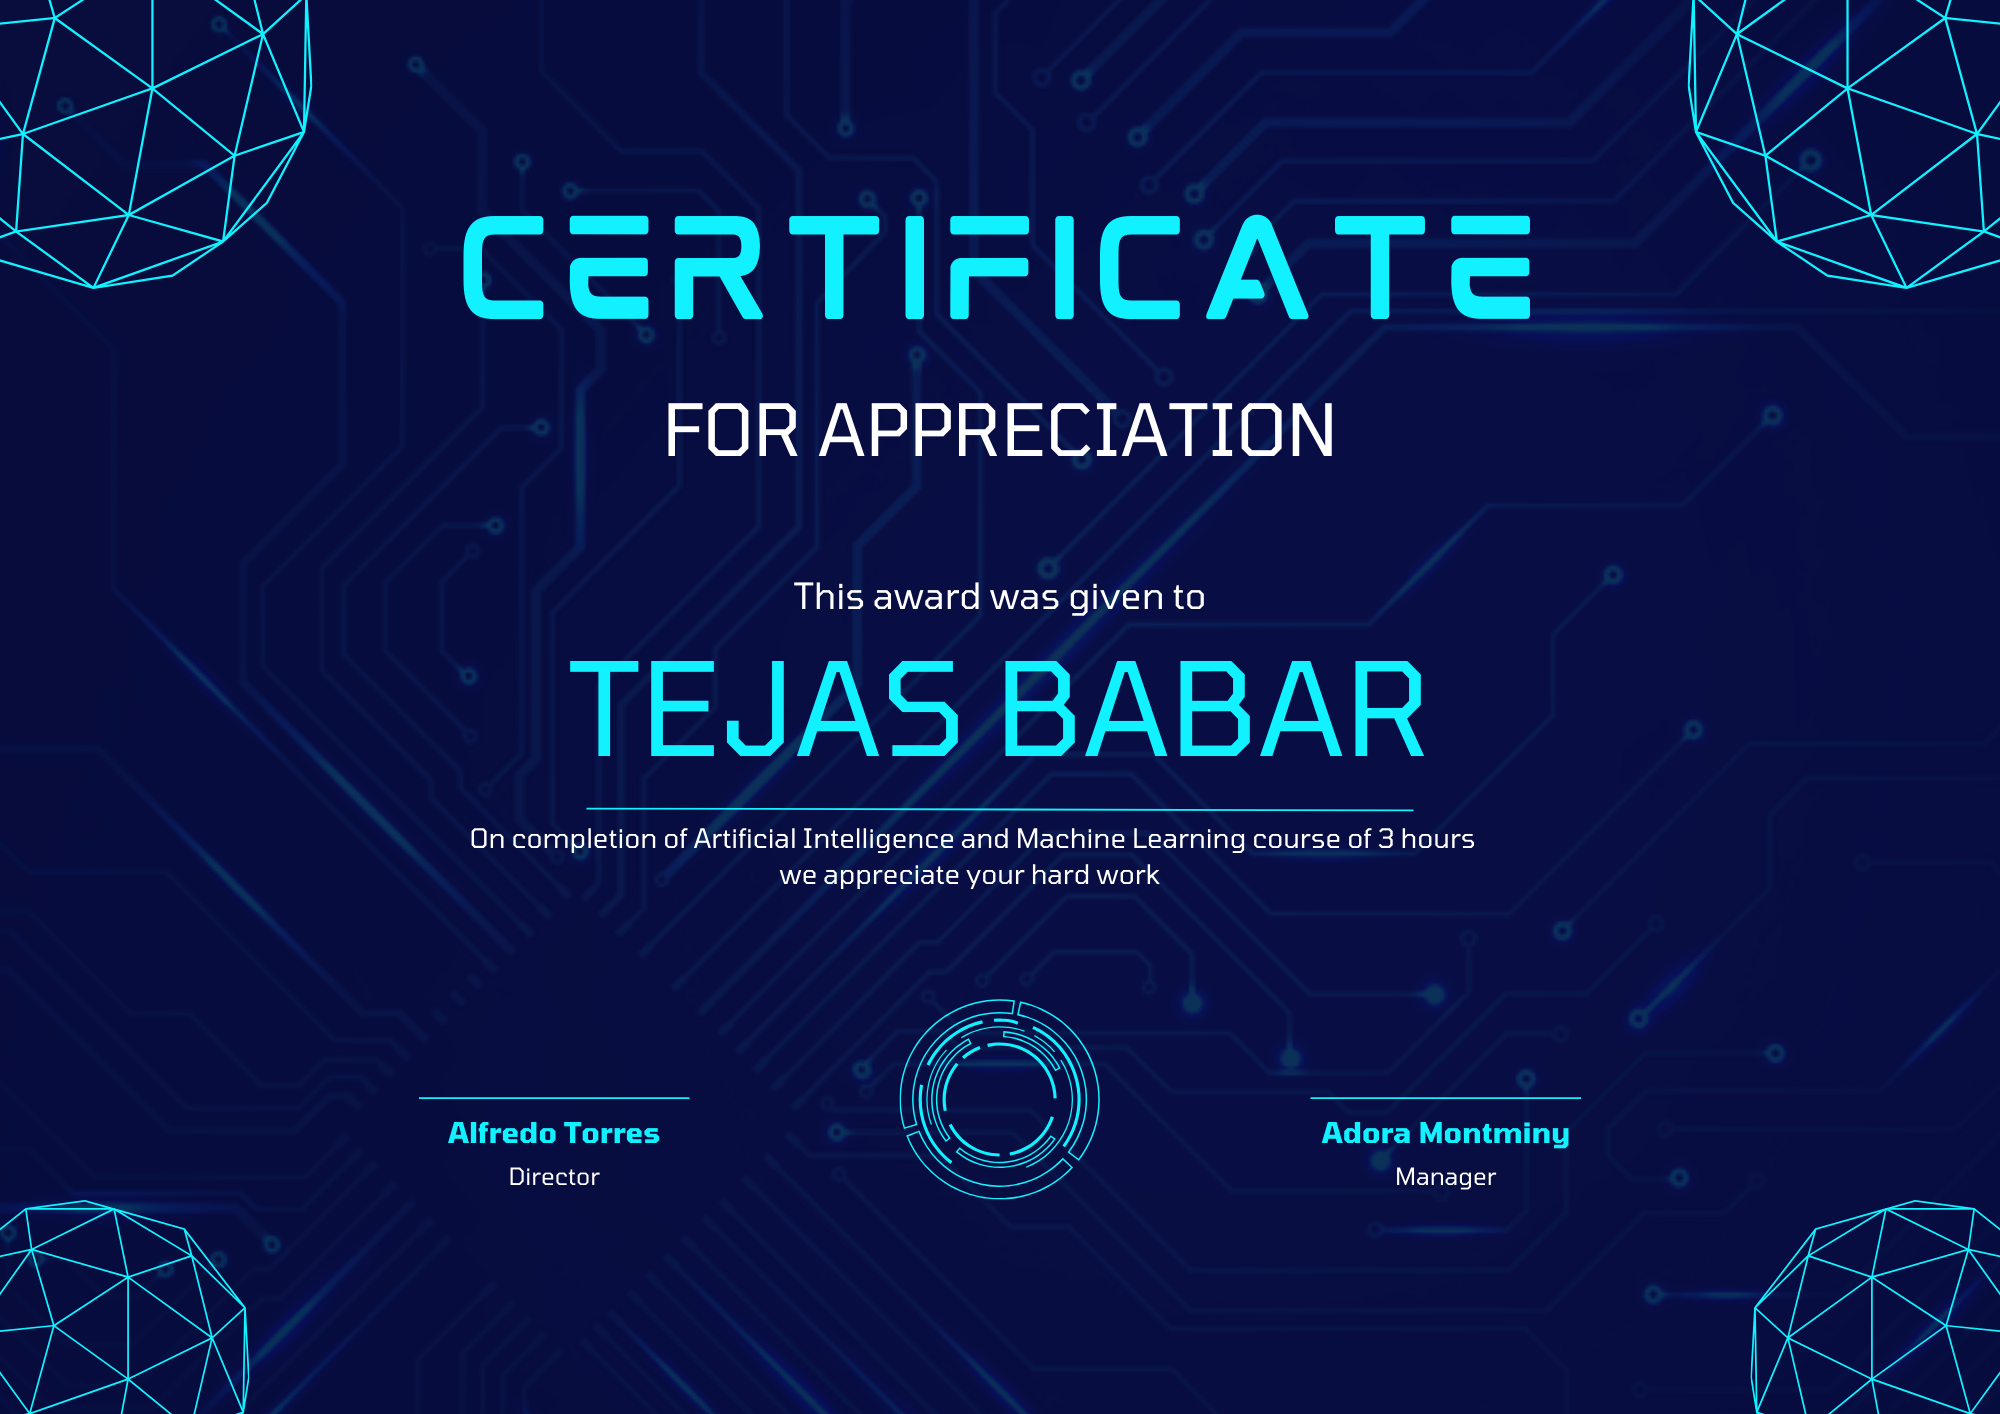 CERTIFICATE
FOR APPRECIATION
This award was given to
TEJAS BABAR
On completion of Artificial Intelligence and Machine Learning course of 3 hours
we appreciate your hard work
Alfredo Torres
Director
Adora Montminy
Manager